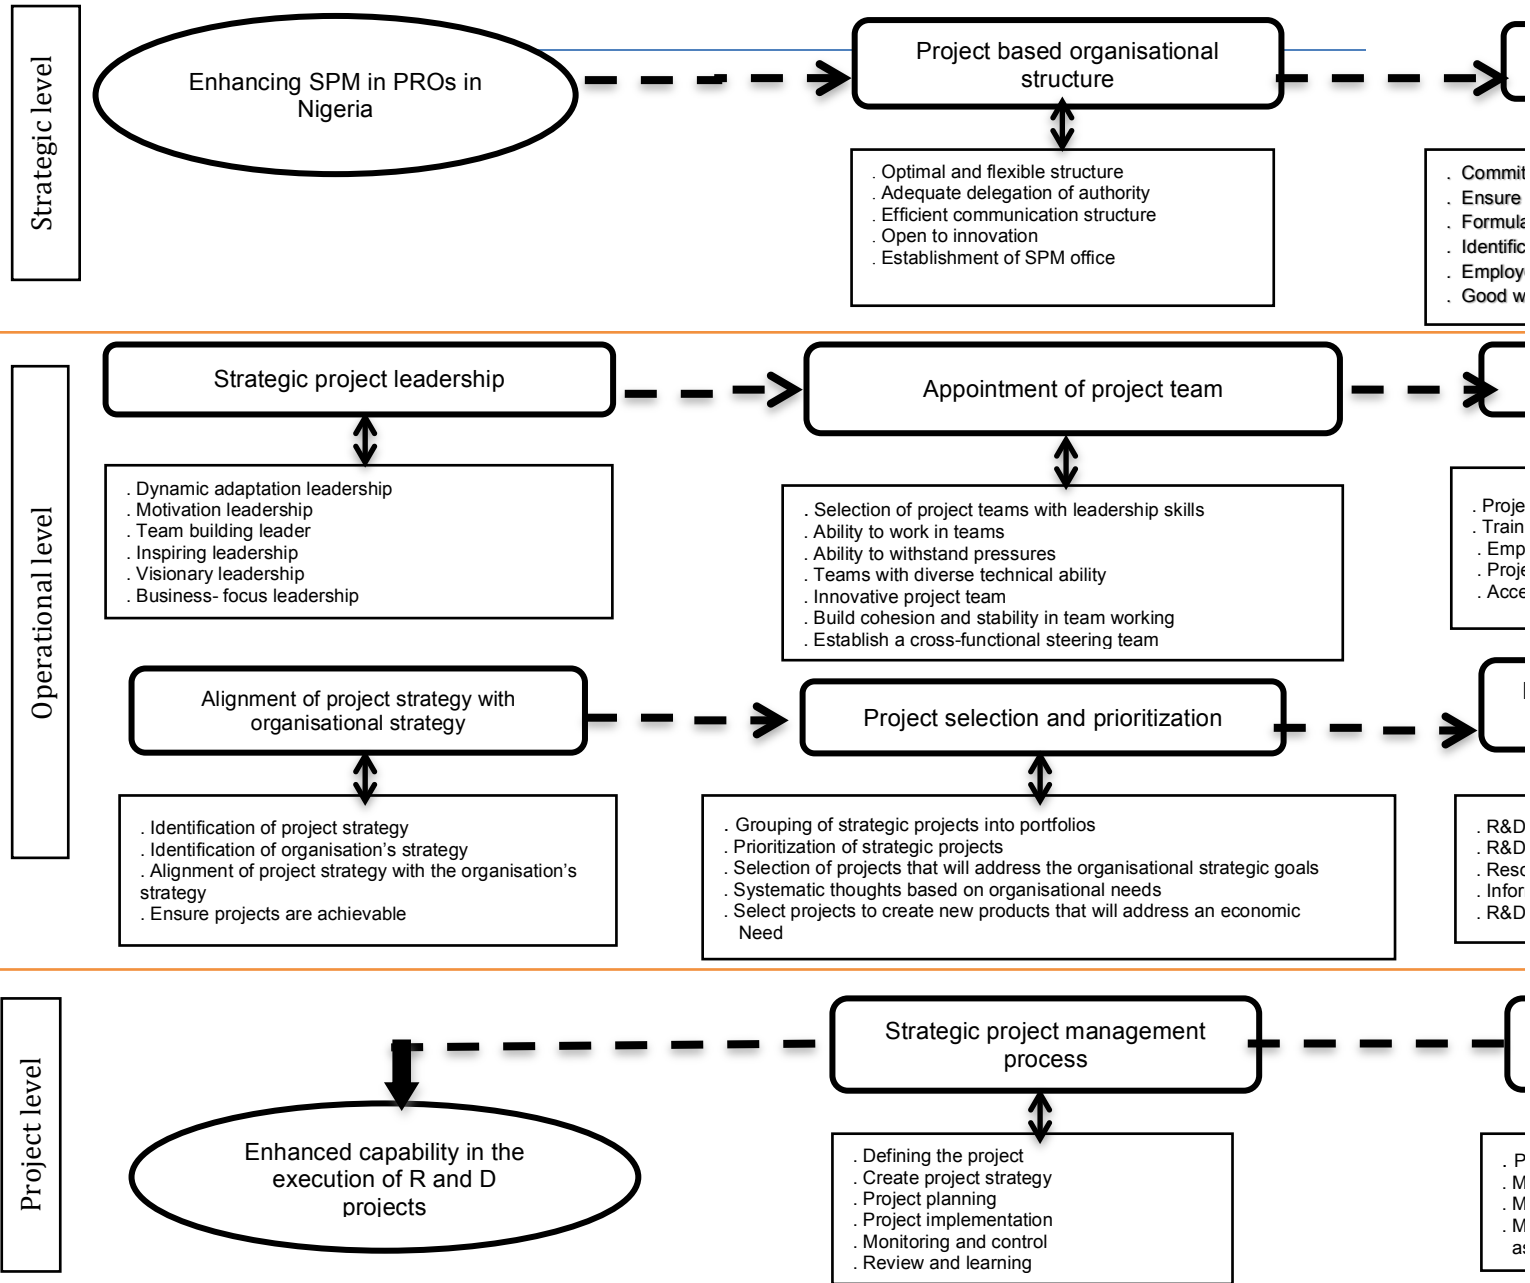 Strategic level
Enhancing SPM in PROs in
Nigeria
Project based organisational
structure
. Optimal and flexible structure
. Adequate delegation of authority
. Efficient communication structure
. Open to innovation
. Establishment of SPM office
. Ensure
. Good
Operational level
Strategic project leadership
. Dynamic adaptation leadership
. Motivation leadership
. Team building leader
. Inspiring leadership
. Visionary leadership
. Business- focus leadership
Appointment of project team
. Selection of project teams with leadership skills
. Ability to work in teams
. Ability to withstand pressures
. Teams with diverse technical ability
. Innovative project team
. Build cohesion and stability in team working
. Establish a cross-functional steering team
. Train
Alignment of project strategy with
organisational strategy
. Identification of project strategy
. Identification of organisation’s strategy
. Alignment of project strategy with the organisation’s
strategy
. Ensure projects are achievable
Project selection and prioritization
. Grouping of strategic projects into portfolios
. Prioritization of strategic projects
. Selection of projects that will address the organisational strategic goals
. Systematic thoughts based on organisational needs
. Select projects to create new products that will address an economic
Need
. R&D
. R&D
. R&D
Project level
Enhanced capability in the
execution of R and D
projects
Strategic project management
process
. Defining the project
. Create project strategy
. Project planning
. Project implementation
. Monitoring and control
. Review and learning